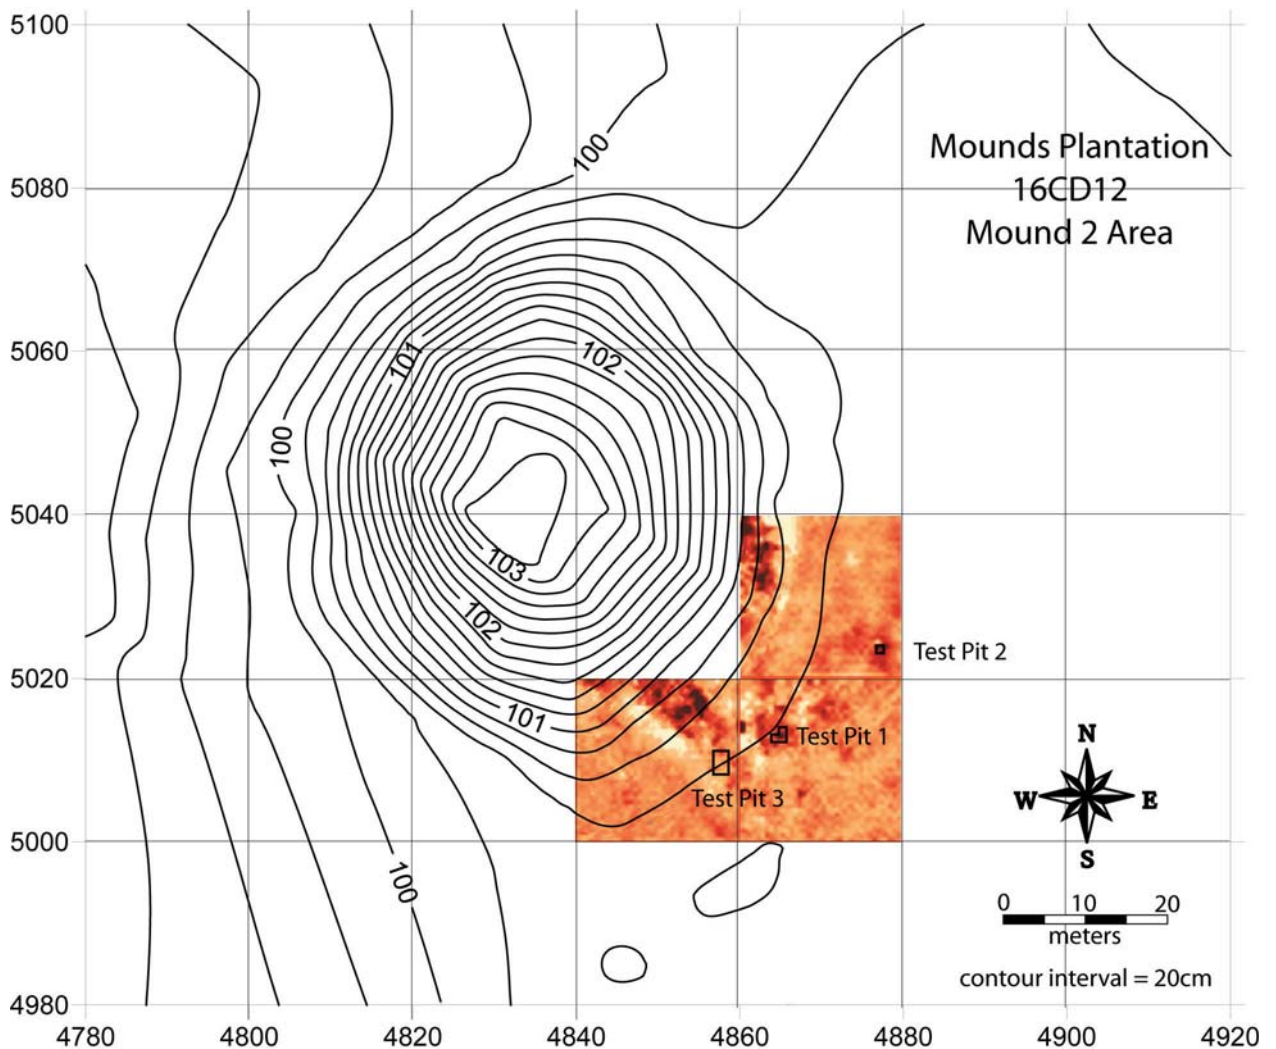 5100
5080
5060
5040
5020
5000
4980
4780
4800
4820
4840
4860
4880
4900
4920
Mounds Plantation
16CD12
Mound 2 Area
100
101
102
100
103
102
101
100
Test Pit 2
Test Pit 1
Test Pit 3
N
W
E
S
0 10 20
meters
contour interval = 20cm